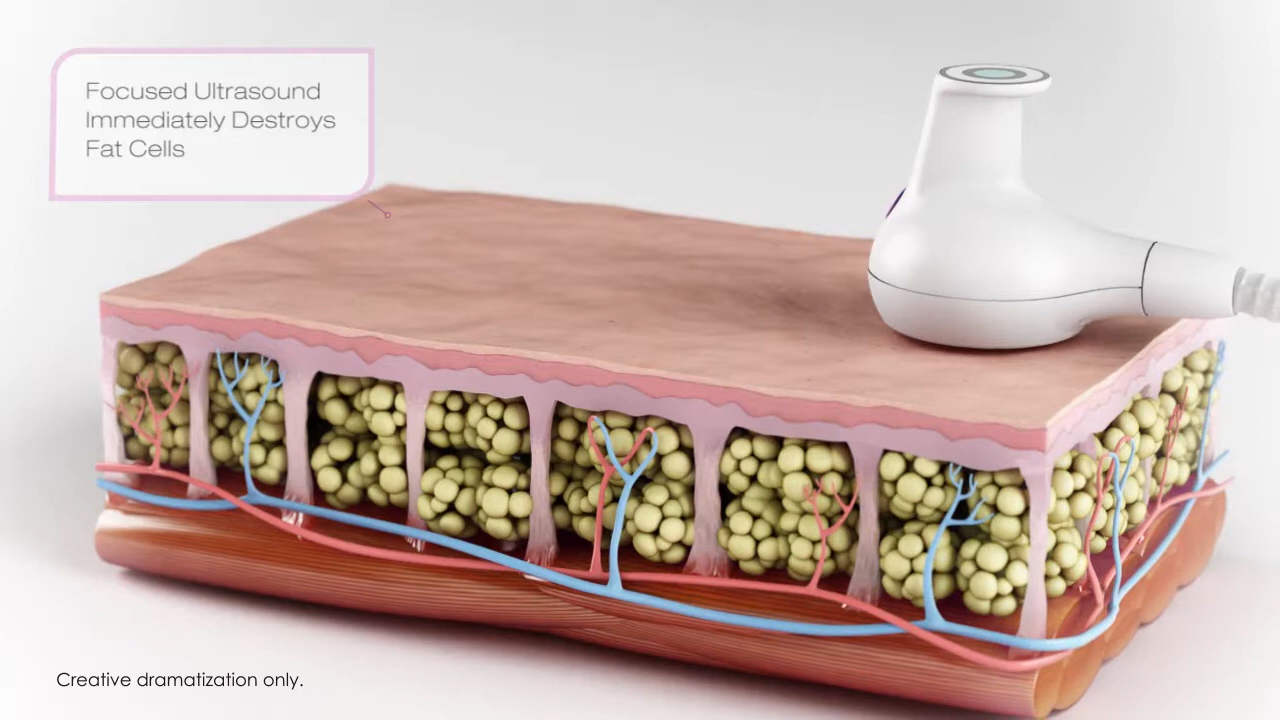 Focused Ultrasound
Immediately Destroys
Fat Cells
Creative dramatization only.